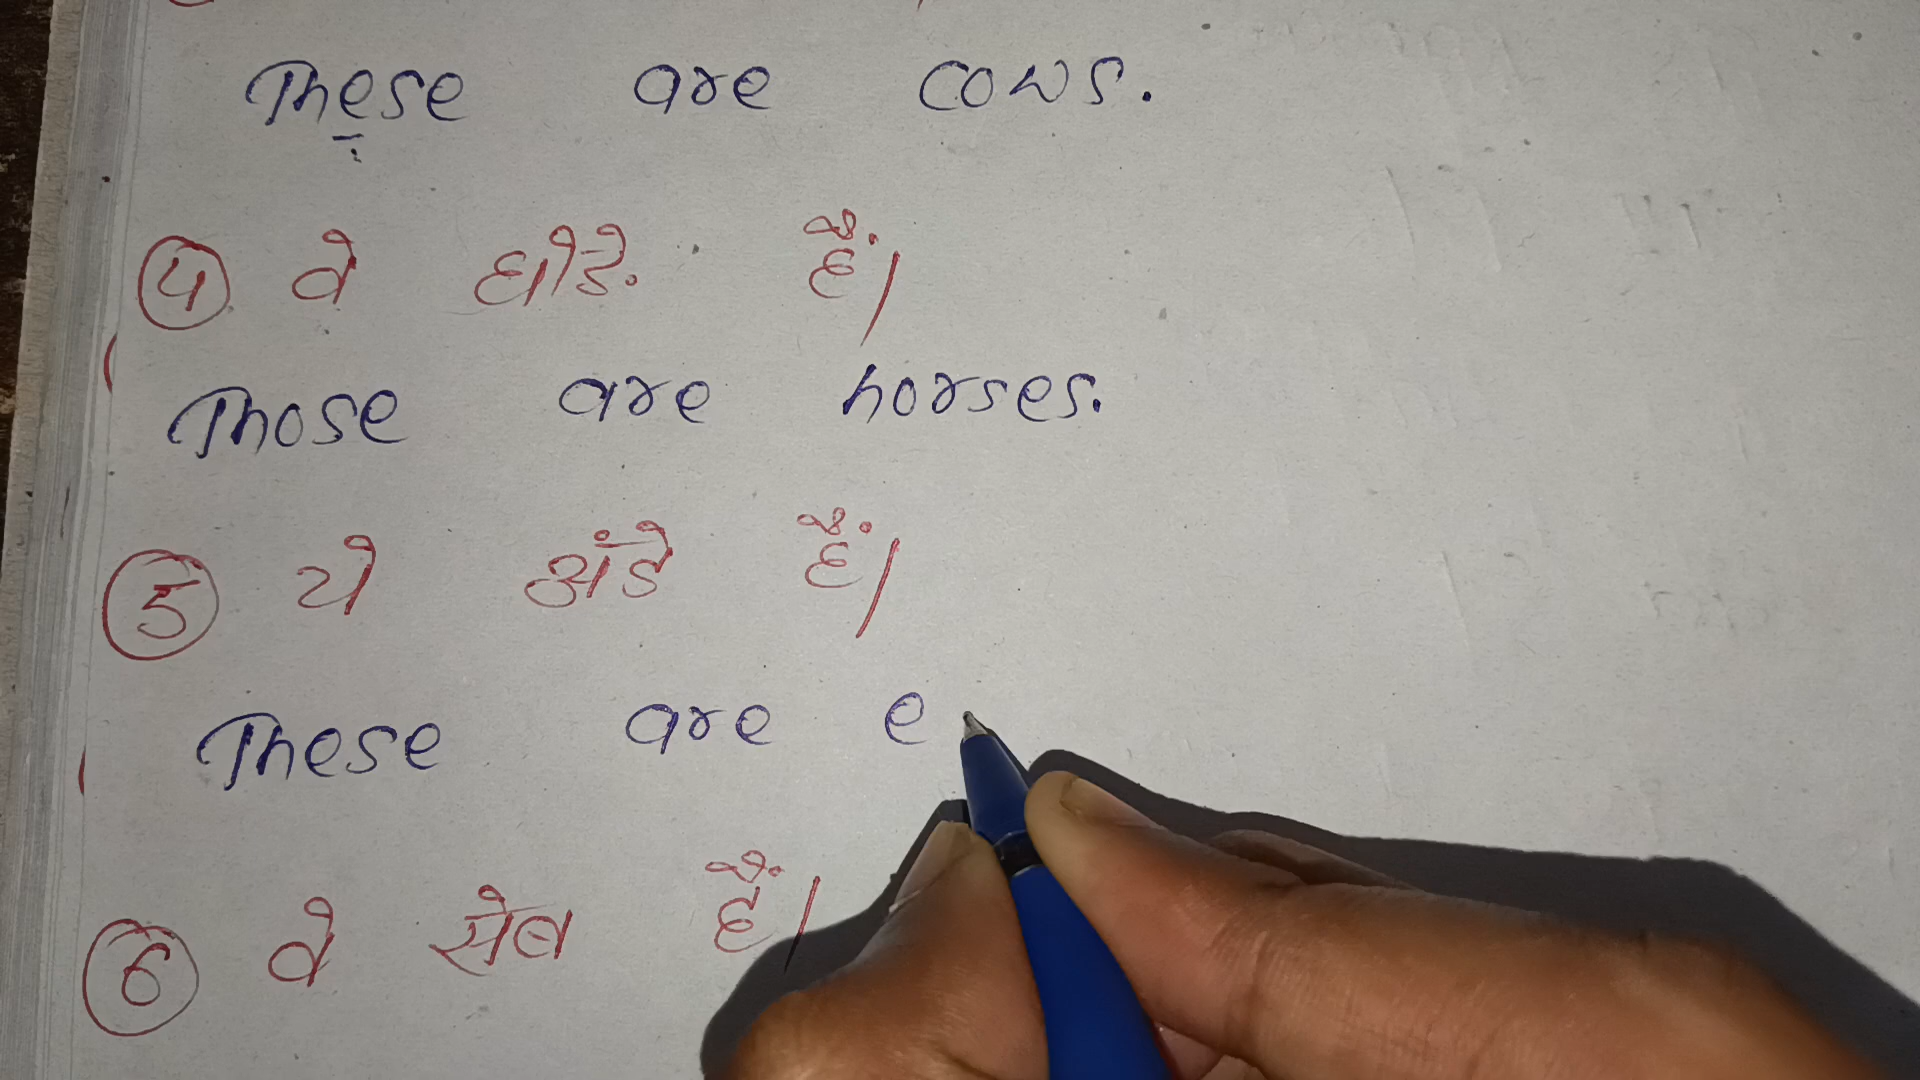 These are cows.
④ वे घोड़े हैं।
Those are horses.
⑤ ये अंडे हैं।
These are e
⑥ वे सेब हैं।